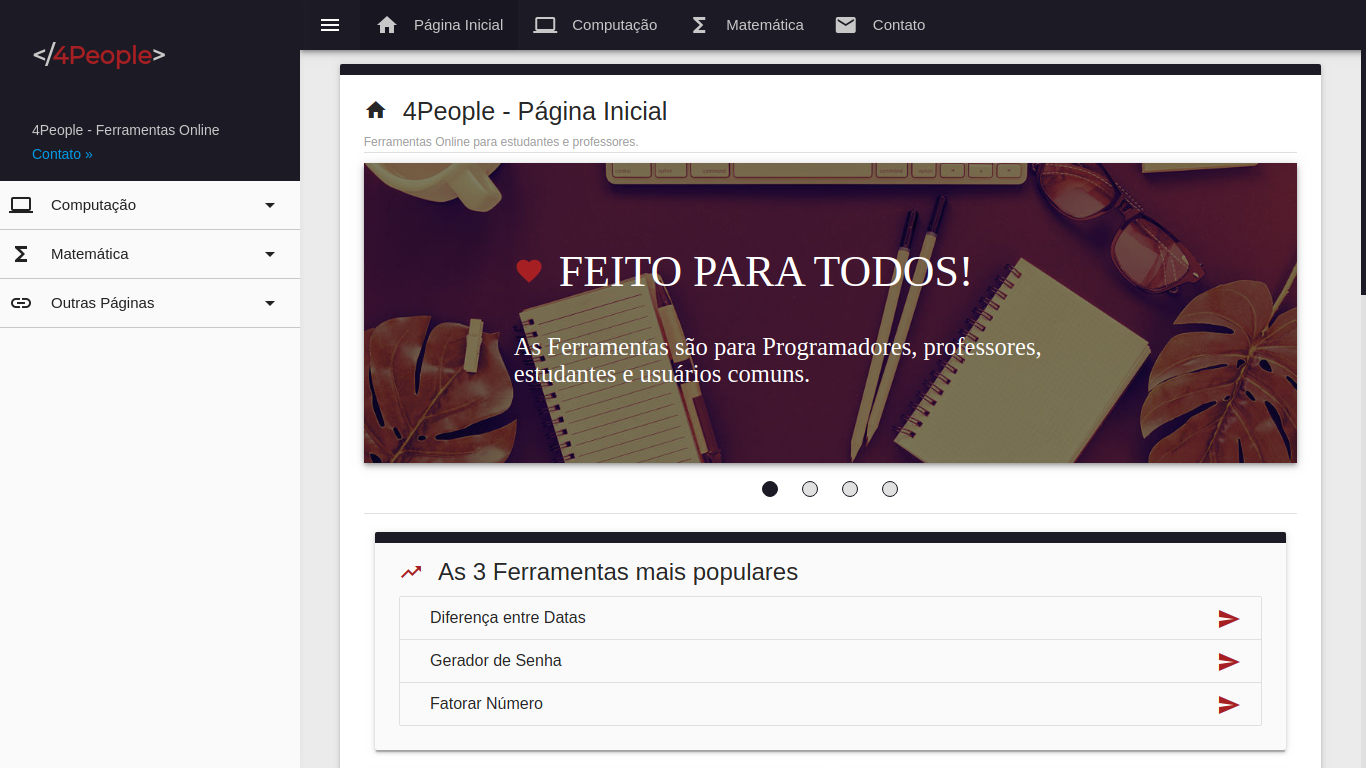 </4People>
4People - Ferramentas Online
Contato »
Computação
Matemática
Outras Páginas
Página Inicial
Computação
Matemática
Contato
4People - Página Inicial
Ferramentas Online para estudantes e professores.
FEITO PARA TODOS!
As Ferramentas são para Programadores, professores,
estudantes e usuários comuns.
As 3 Ferramentas mais populares
Diferença entre Datas
Gerador de Senha
Fatorar Número